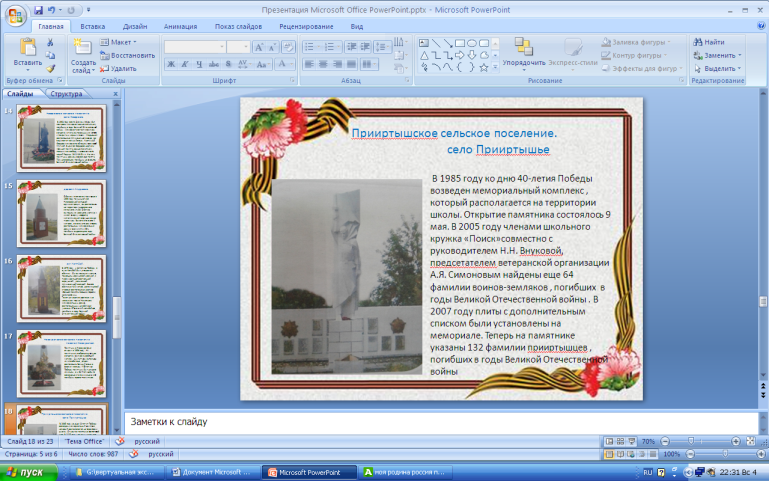 Презентация Microsoft Office PowerPoint.pptx - Microsoft PowerPoint
Главная Вставка Дизайн Анимация Показ слайдов Рецензирование Вид
Вставить
Буфер обмена
Создать слайд
Макет
Восстановить
Удалить
Слайды
Шрифт
Абзац
Упорядочить Экспресс-стили
Заливка фигуры
Контур фигуры
Эффекты для фигур
Рисование
Найти
Заменить
Выделить
Редактирование
Слайды Структура
14
15
16
17
18
Прииртышское сельское поселение.
село Прииртышье
В 1985 году ко дню 40-летия Победы
возведен мемориальный комплекс ,
который располагается на территории
школы. Открытие памятника состоялось 9
мая. В 2005 году членами школьного
кружка «Поиск»совместно с
руководителем Н.Н. Внуковой,
предсетателем ветеранской организации
А.Я. Симоновым найдены еще 64
фамилии воинов-земляков , погибших в
годы Великой Отечественной войны . В
2007 году плиты с дополнительным
списком были установлены на
мемориале. Теперь на памятнике
указаны 132 фамилии прииртышцев ,
погибших в годы Великой Отечественной
войны
Заметки к слайду
Слайд 18 из 23 "Тема Office" русский 70%
Страница: 5 из 6 Число слов: 987 русский 100%
пуск G:\виртуальная экс... Документ Microsoft ... Microsoft PowerPoint моя родина россия п... RU 22:31 Вс 4